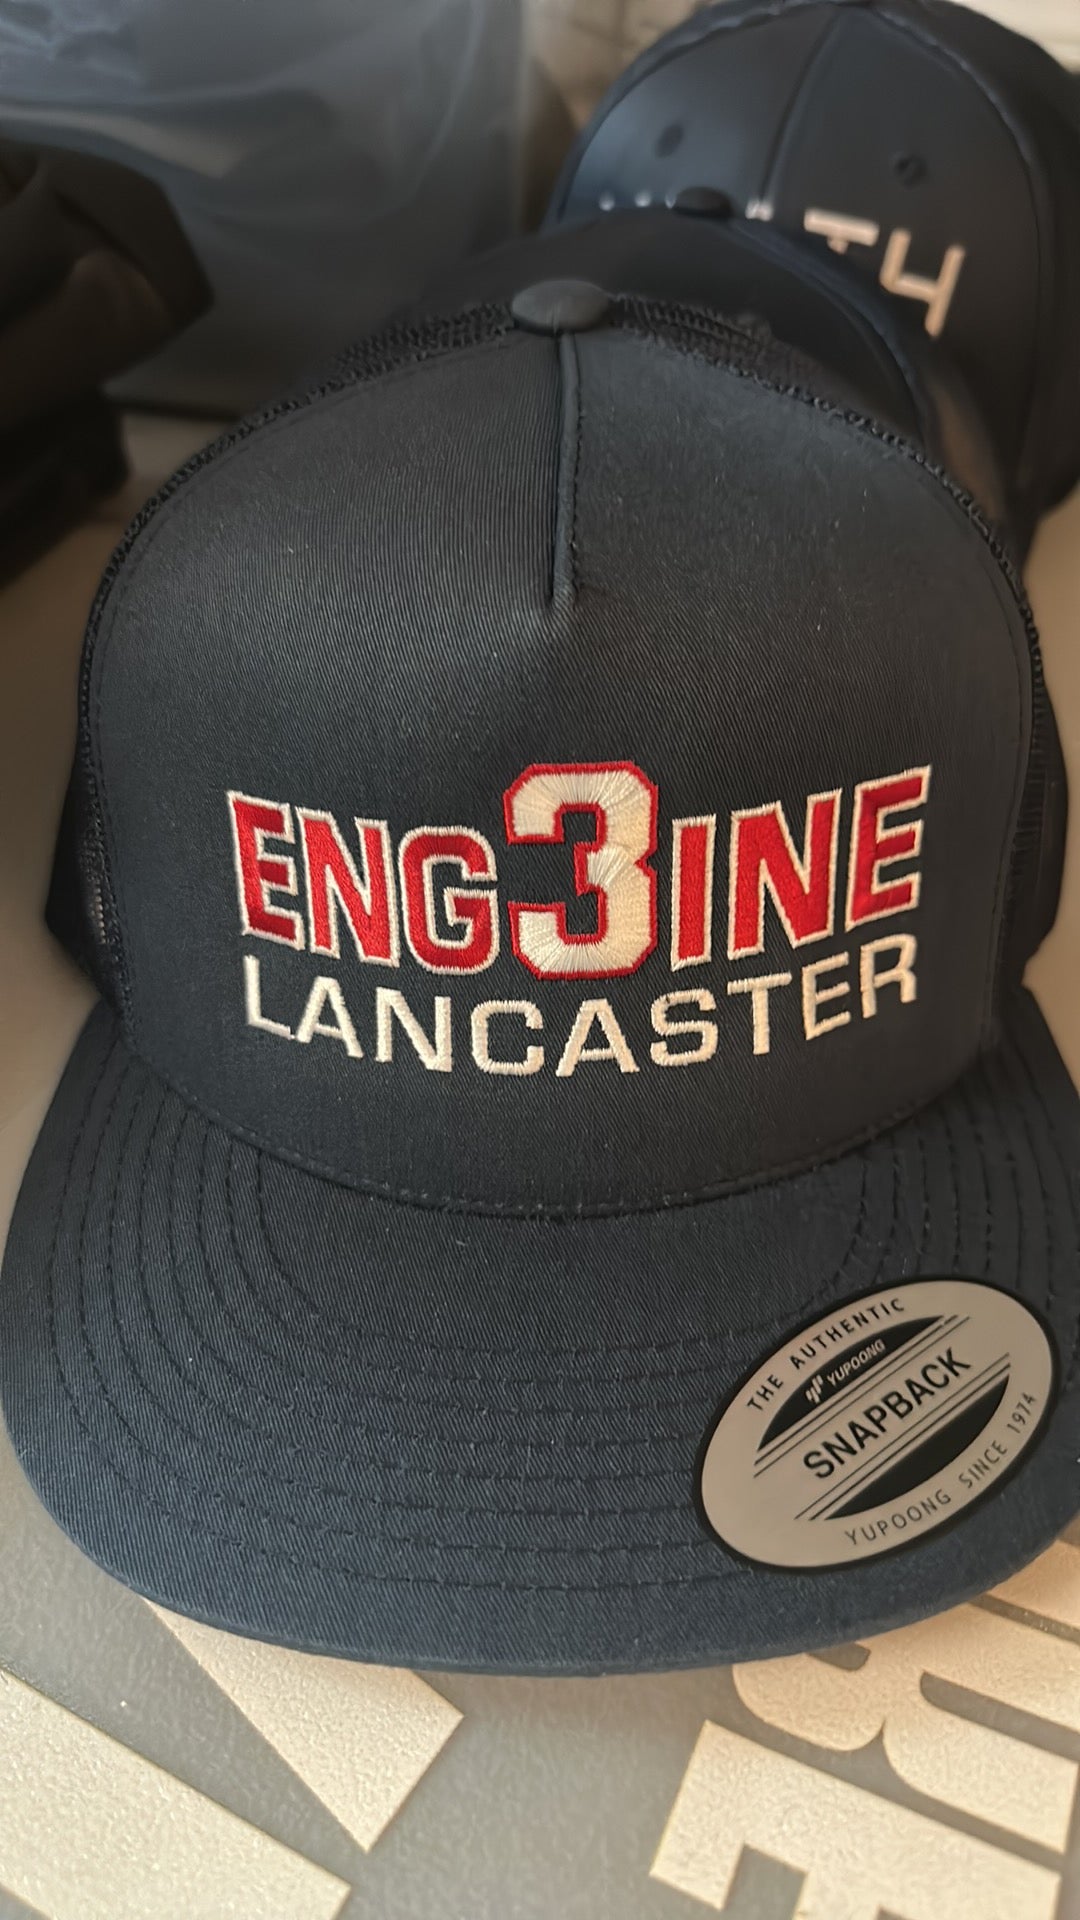 ENG3INE
LANCASTER
THE AUTHENTIC
YUPOONG
SNAPBACK
YUPOONG SINCE 1974